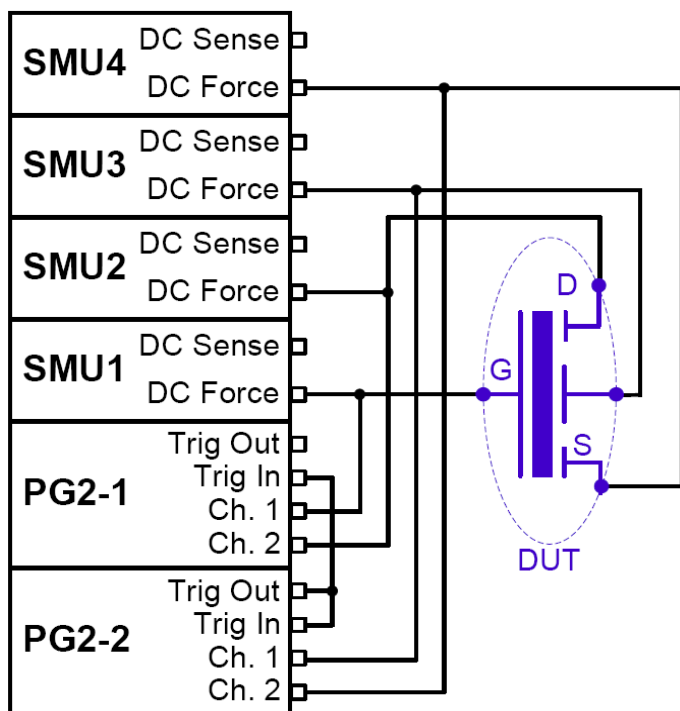 SMU4
DC Sense
DC Force
SMU3
DC Sense
DC Force
SMU2
DC Sense
DC Force
SMU1
DC Sense
DC Force
PG2-1
Trig Out
Trig In
Ch. 1
Ch. 2
PG2-2
Trig Out
Trig In
Ch. 1
Ch. 2
D
G
S
DUT